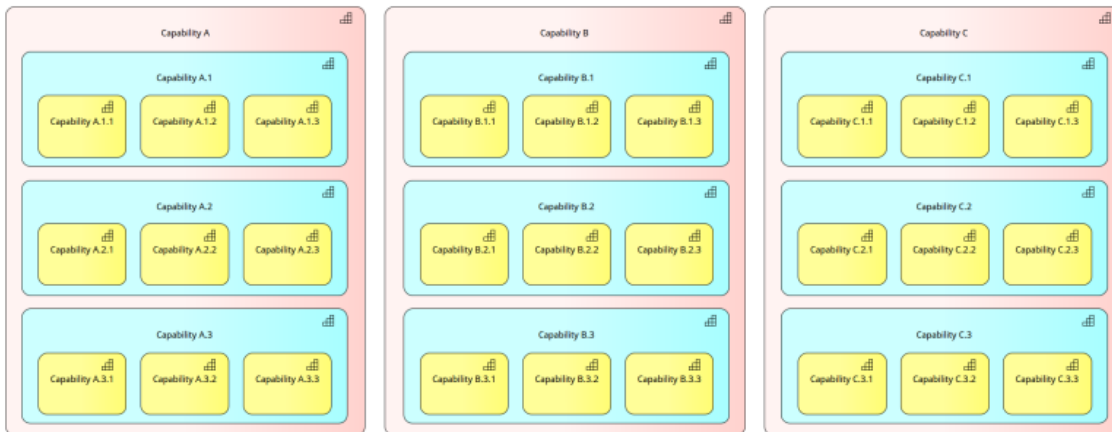 Capability A
Capability A.1
Capability A.1.1
Capability A.1.2
Capability A.1.3
Capability A.2
Capability A.2.1
Capability A.2.2
Capability A.2.3
Capability A.3
Capability A.3.1
Capability A.3.2
Capability A.3.3
Capability B
Capability B.1
Capability B.1.1
Capability B.1.2
Capability B.1.3
Capability B.2
Capability B.2.1
Capability B.2.2
Capability B.2.3
Capability B.3
Capability B.3.1
Capability B.3.2
Capability B.3.3
Capability C
Capability C.1
Capability C.1.1
Capability C.1.2
Capability C.1.3
Capability C.2
Capability C.2.1
Capability C.2.2
Capability C.2.3
Capability C.3
Capability C.3.1
Capability C.3.2
Capability C.3.3